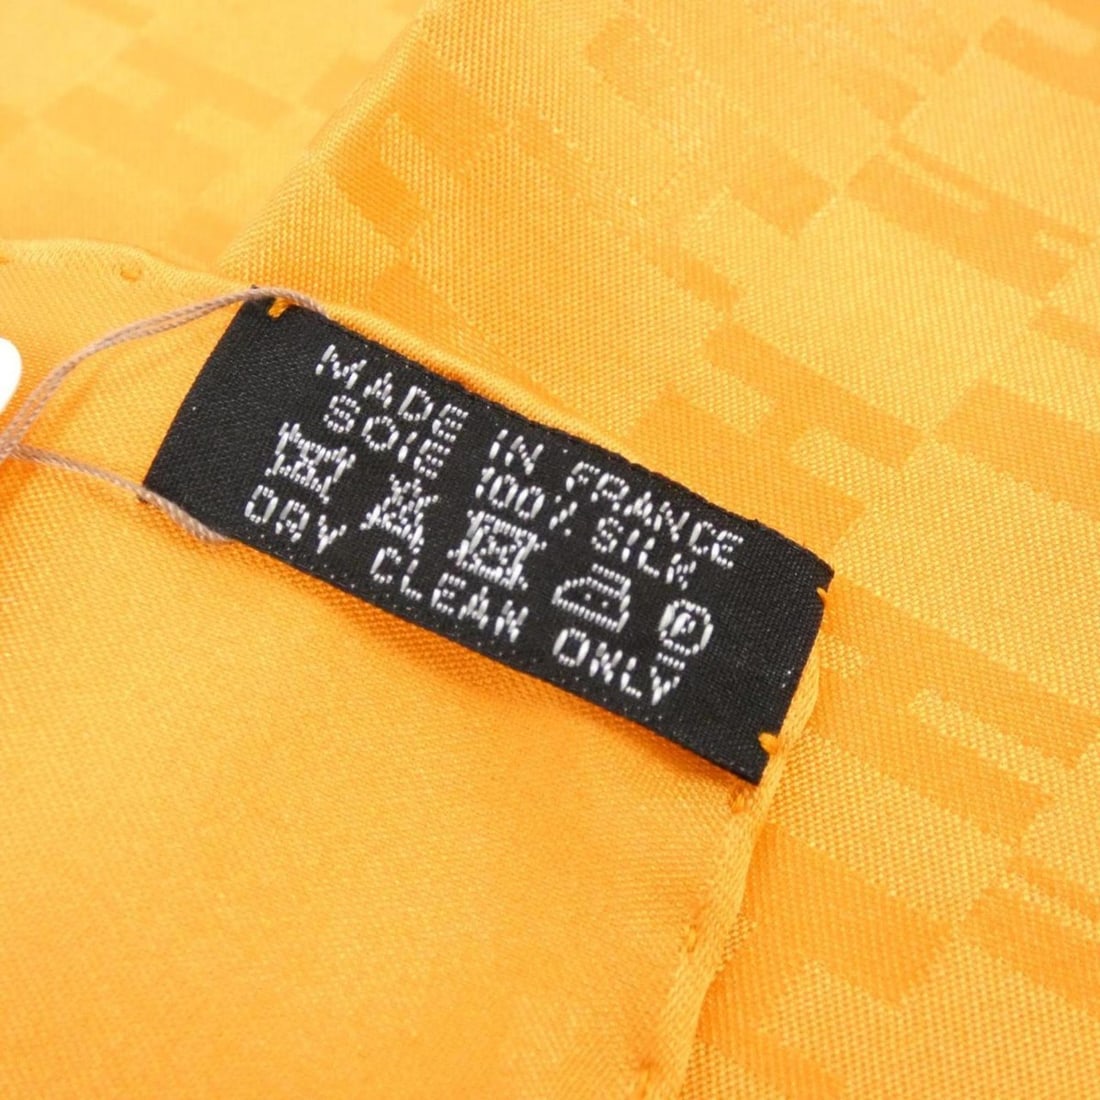 MADE IN FRANCE
SOIE 100% SILK
P
DRY CLEAN ONLY